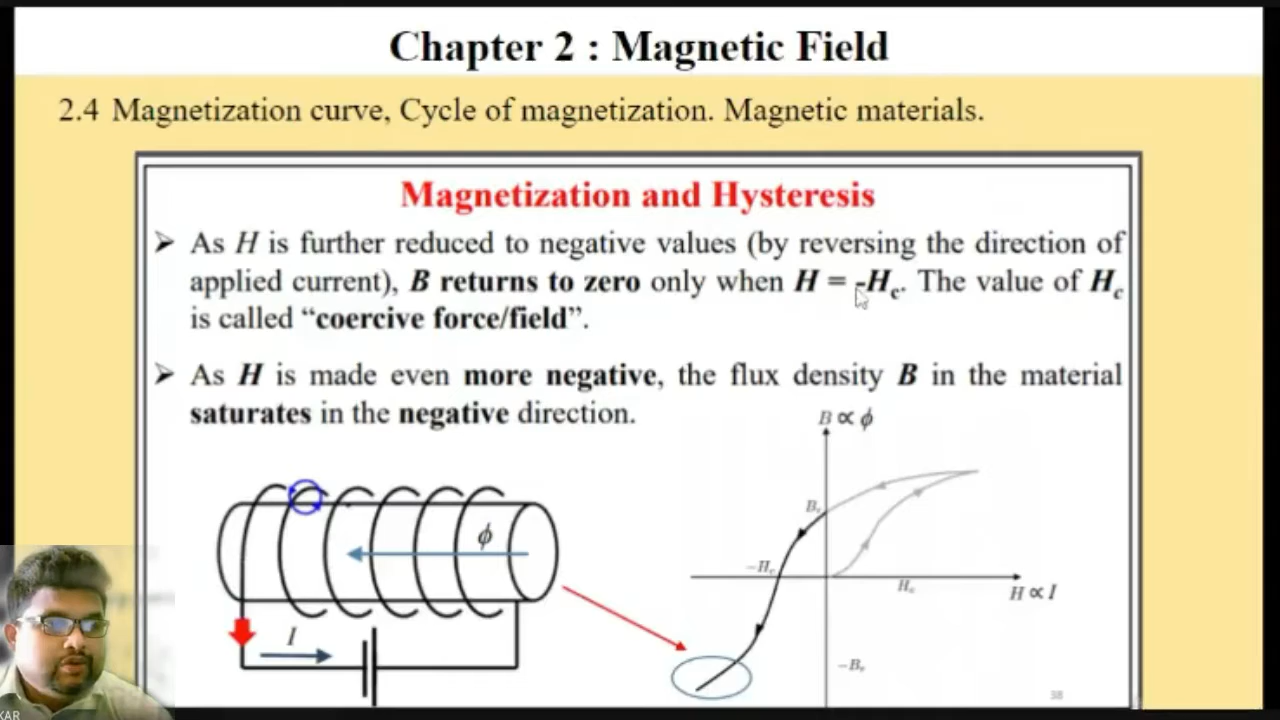 Chapter 2 : Magnetic Field
2.4 Magnetization curve, Cycle of magnetization. Magnetic materials.
Magnetization and Hysteresis
➤ As H is further reduced to negative values (by reversing the direction of
applied current), B returns to zero only when H = -Hc. The value of Hc
is called “coercive force/field”.
➤ As H is made even more negative, the flux density B in the material
saturates in the negative direction.
B ∝ ϕ
Br
ϕ
-Hc
Hc
H ∝ I
I
-Br
38
KAR